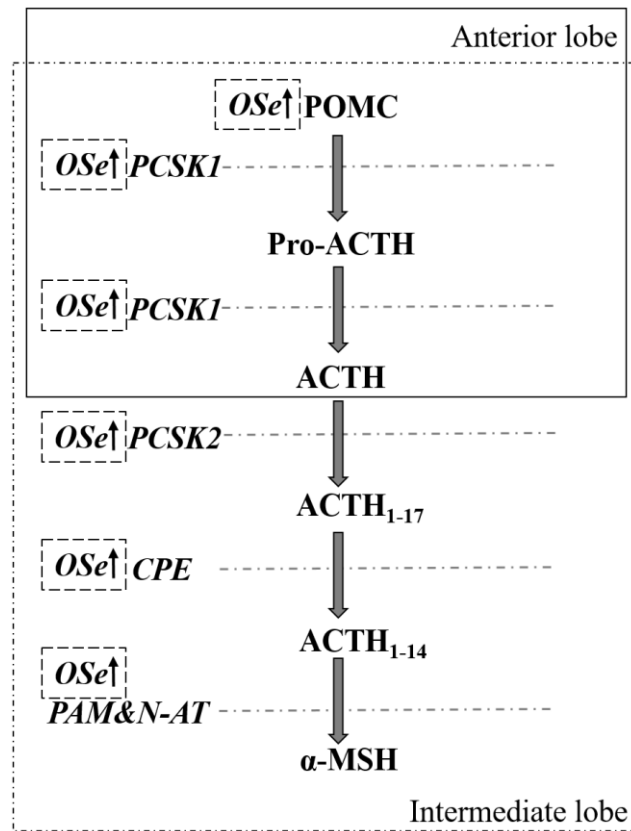 Anterior lobe
OSe↑ POMC
OSe↑ PCSK1
Pro-ACTH
OSe↑ PCSK1
ACTH
OSe↑ PCSK2
ACTH1-17
OSe↑ CPE
ACTH1-14
OSe↑
PAM&N-AT
α-MSH
Intermediate lobe